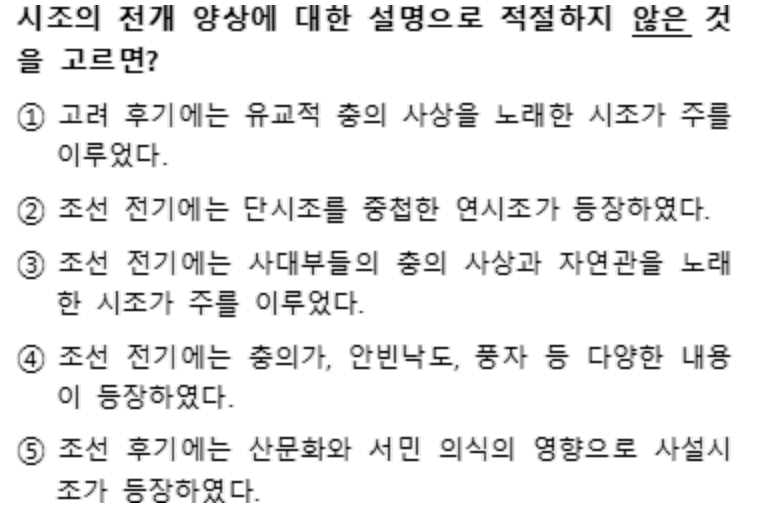 시조의 전개 양상에 대한 설명으로 적절하지 않은 것
을 고르면?
① 고려 후기에는 유교적 충의 사상을 노래한 시조가 주를
이루었다.
② 조선 전기에는 단시조를 중첩한 연시조가 등장하였다.
③ 조선 전기에는 사대부들의 충의 사상과 자연관을 노래
한 시조가 주를 이루었다.
④ 조선 전기에는 충의가, 안빈낙도, 풍자 등 다양한 내용
이 등장하였다.
⑤ 조선 후기에는 산문화와 서민 의식의 영향으로 사설시
조가 등장하였다.